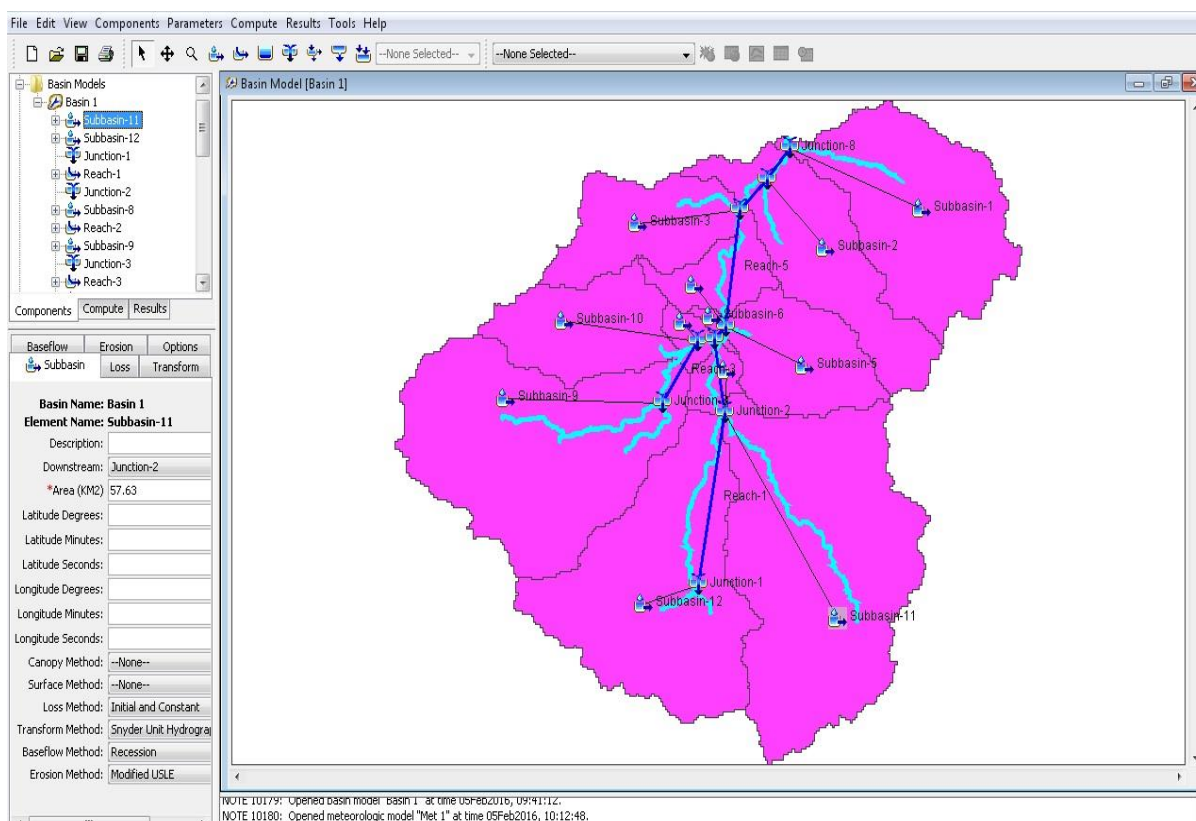 File Edit View Components Parameters Compute Results Tools Help
--None Selected-- --None Selected--
Basin Models
Basin 1
Subbasin-11
Subbasin-12
Junction-1
Reach-1
Junction-2
Subbasin-8
Reach-2
Subbasin-9
Junction-3
Reach-3
Components Compute Results
Baseflow Erosion Options
Subbasin Loss Transform
Basin Name: Basin 1
Element Name: Subbasin-11
Description:
Downstream: Junction-2
*Area (KM2) 57.63
Latitude Degrees:
Latitude Minutes:
Latitude Seconds:
Longitude Degrees:
Longitude Minutes:
Longitude Seconds:
Canopy Method: --None--
Surface Method: --None--
Loss Method: Initial and Constant
Transform Method: Snyder Unit Hydrogra
Baseflow Method: Recession
Erosion Method: Modified USLE
Basin Model [Basin 1]
Junction-8
Subbasin-1
Subbasin-3
Subbasin-2
Reach-5
Subbasin-10
Subbasin-6
Subbasin-5
Reach-3
Subbasin-9
Junction-2
Reach-1
Junction-1
Subbasin-12
Subbasin-11
NOTE 10179: Opened basin model "Basin 1" at time 05Feb2016, 09:41:12.
NOTE 10180: Opened meteorologic model "Met 1" at time 05Feb2016, 10:12:48.